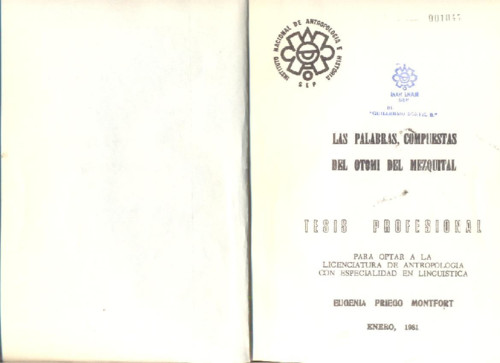 INSTITUTO NACIONAL DE ANTROPOLOGIA E HISTORIA
SEP
LAS PALABRAS COMPUESTAS
DEL OTOMI DEL MEZQUITAL
TESIS PROFESIONAL
PARA OPTAR A LA
LICENCIATURA DE ANTROPOLOGIA
CON ESPECIALIDAD EN LINGUISTICA
EUGENIA PRIEGO MONTFORT
ENERO, 1981